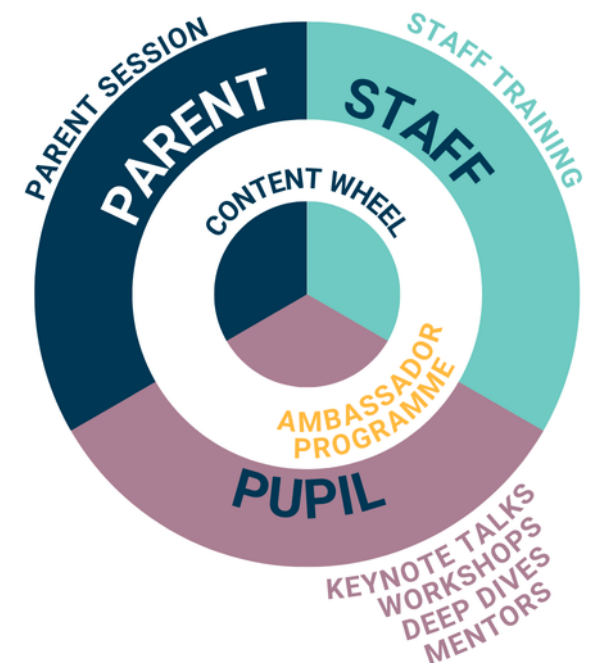 PARENT SESSION
STAFF TRAINING
PARENT
STAFF
CONTENT WHEEL
AMBASSADOR
PROGRAMME
PUPIL
KEYNOTE TALKS
WORKSHOPS
DEEP DIVES
MENTORS